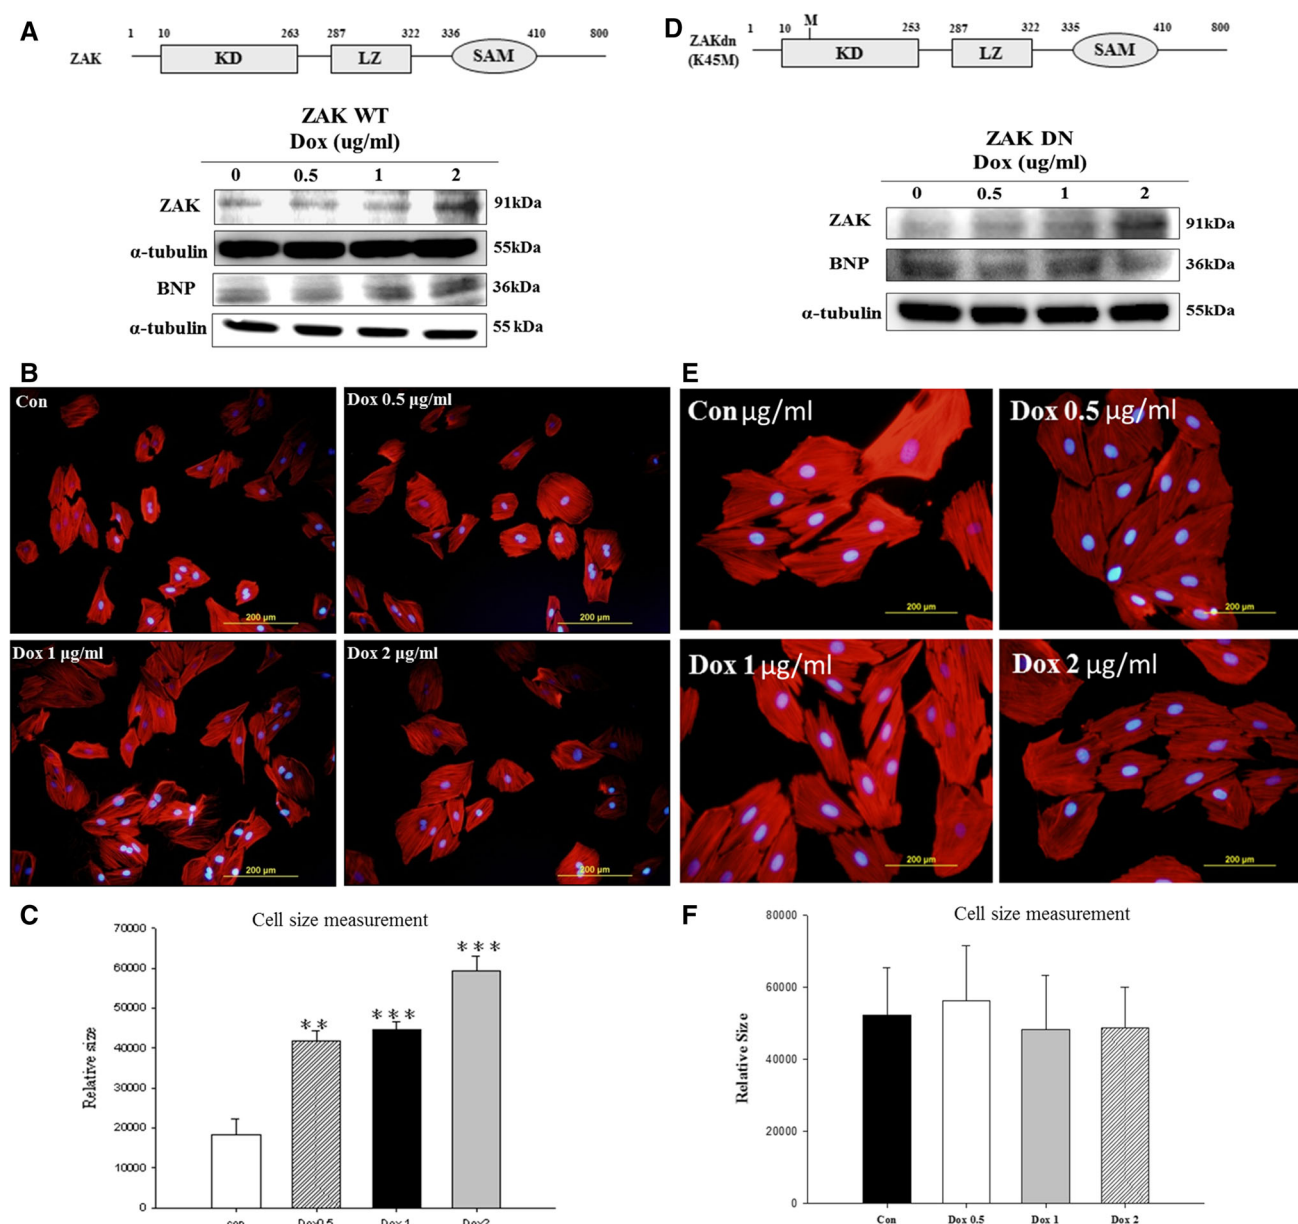 A
1 10 263 287 322 336 410 800
ZAK KD LZ SAM
ZAK WT
Dox (ug/ml)
0 0.5 1 2
ZAK 91kDa
α-tubulin 55kDa
BNP 36kDa
α-tubulin 55 kDa
D
M
1 10 253 287 322 335 410 800
ZAKdn
(K45M)
KD LZ SAM
ZAK DN
Dox (ug/ml)
0 0.5 1 2
ZAK 91kDa
BNP 36kDa
α-tubulin 55kDa
B
Con
200 µm
Dox 0.5 µg/ml
200 µm
Dox 1 µg/ml
200 µm
Dox 2 µg/ml
200 µm
E
Con µg/ml
200 µm
Dox 0.5 µg/ml
200 µm
Dox 1 µg/ml
200 µm
Dox 2 µg/ml
200 µm
C
Cell size measurement
Relative size
70000
60000
50000
40000
30000
20000
10000
0
**
***
***
con Dox0.5 Dox 1 Dox2
F
Cell size measurement
Relative Size
80000
60000
40000
20000
0
Con Dox 0.5 Dox 1 Dox 2